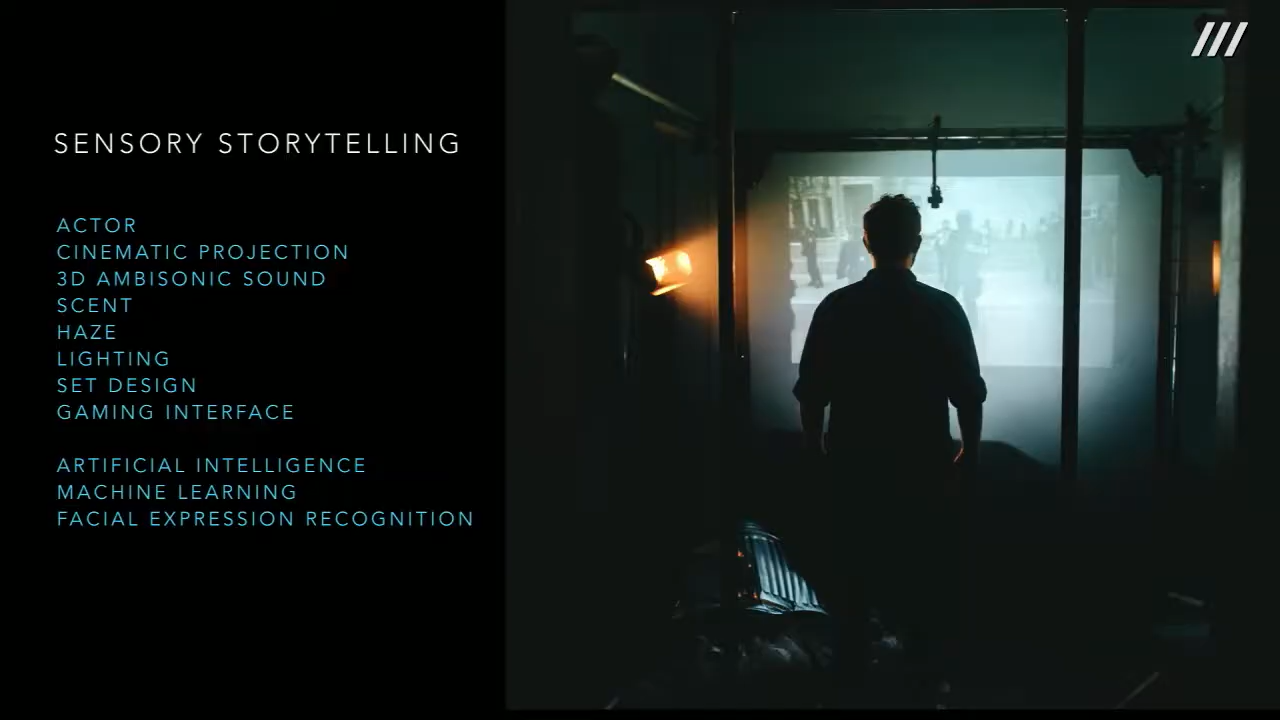 SENSORY STORYTELLING
ACTOR
CINEMATIC PROJECTION
3D AMBISONIC SOUND
SCENT
HAZE
LIGHTING
SET DESIGN
GAMING INTERFACE
ARTIFICIAL INTELLIGENCE
MACHINE LEARNING
FACIAL EXPRESSION RECOGNITION